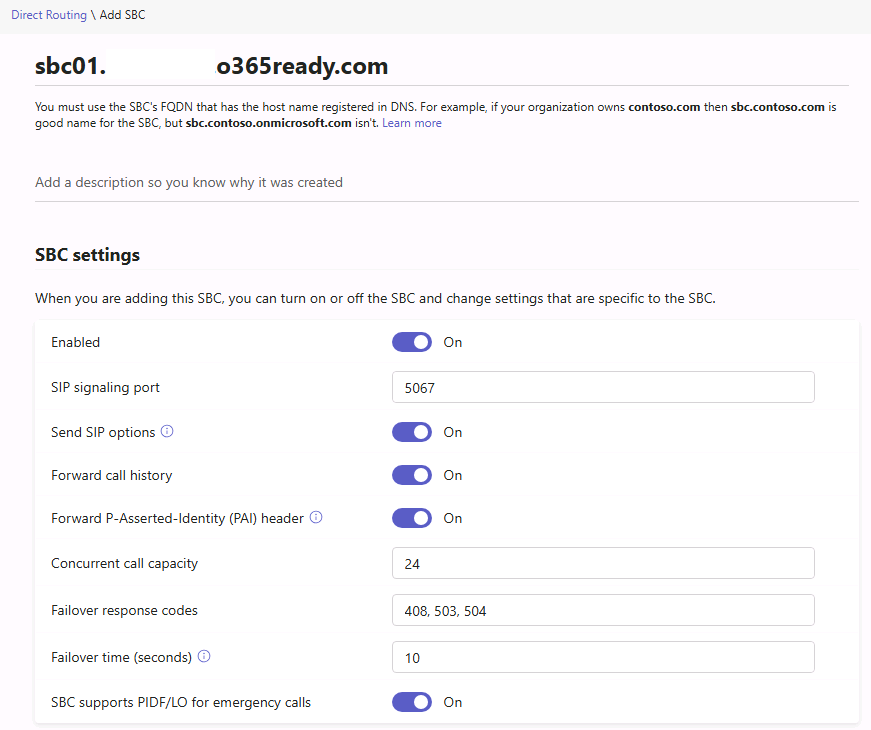 Direct Routing \ Add SBC
sbc01. .o365ready.com
You must use the SBC's FQDN that has the host name registered in DNS. For example, if your organization owns contoso.com then sbc.contoso.com is
good name for the SBC, but sbc.contoso.onmicrosoft.com isn't. Learn more
Add a description so you know why it was created
SBC settings
When you are adding this SBC, you can turn on or off the SBC and change settings that are specific to the SBC.
Enabled On
SIP signaling port 5067
Send SIP options On
Forward call history On
Forward P-Asserted-Identity (PAI) header On
Concurrent call capacity 24
Failover response codes 408, 503, 504
Failover time (seconds) 10
SBC supports PIDF/LO for emergency calls On